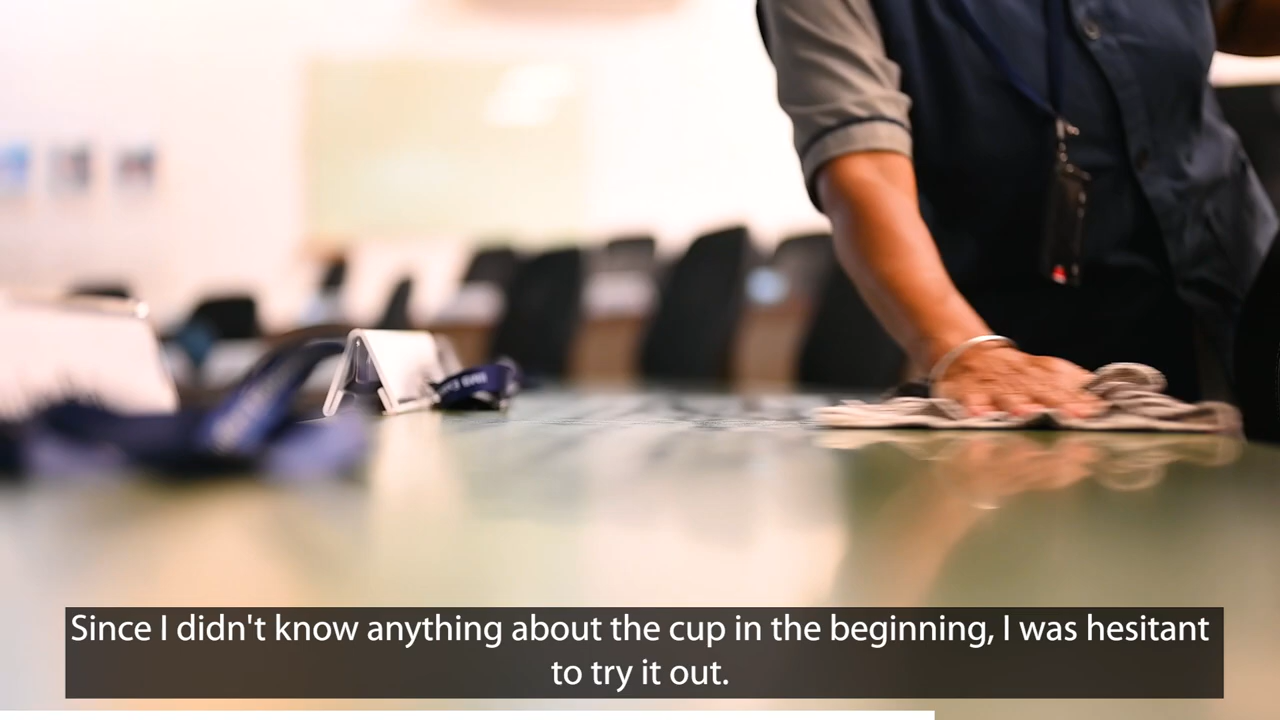 Since I didn't know anything about the cup in the beginning, I was hesitant
to try it out.